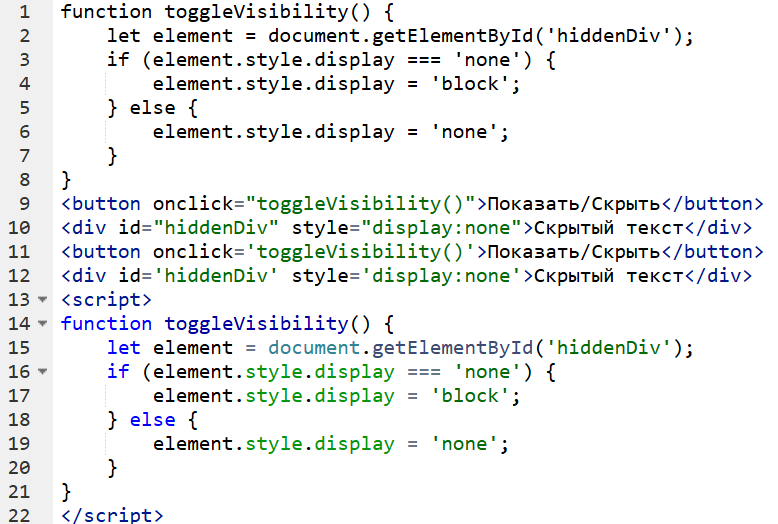 1 function toggleVisibility() {
2     let element = document.getElementById('hiddenDiv');
3     if (element.style.display === 'none') {
4         element.style.display = 'block';
5     } else {
6         element.style.display = 'none';
7     }
8 }
9 <button onclick="toggleVisibility()">Показать/Скрыть</button>
10 <div id="hiddenDiv" style="display:none">Скрытый текст</div>
11 <button onclick='toggleVisibility()'>Показать/Скрыть</button>
12 <div id='hiddenDiv' style='display:none'>Скрытый текст</div>
13 <script>
14 function toggleVisibility() {
15     let element = document.getElementById('hiddenDiv');
16     if (element.style.display === 'none') {
17         element.style.display = 'block';
18     } else {
19         element.style.display = 'none';
20     }
21 }
22 </script>